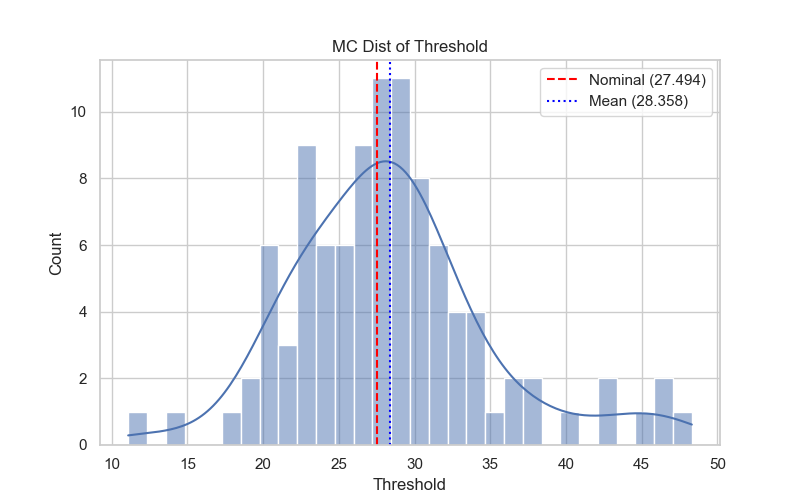 MC Dist of Threshold
Nominal (27.494)
Mean (28.358)
Count
10
8
6
4
2
0
10 15 20 25 30 35 40 45 50
Threshold